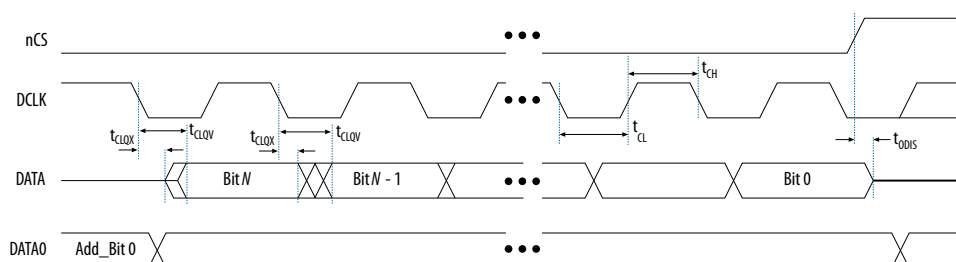 nCS
t_CH
DCLK
t_CLQX t_CLQV t_CLQX t_CLQV t_CL
t_ODIS
DATA Bit N Bit N - 1 Bit 0
DATA0 Add_Bit 0